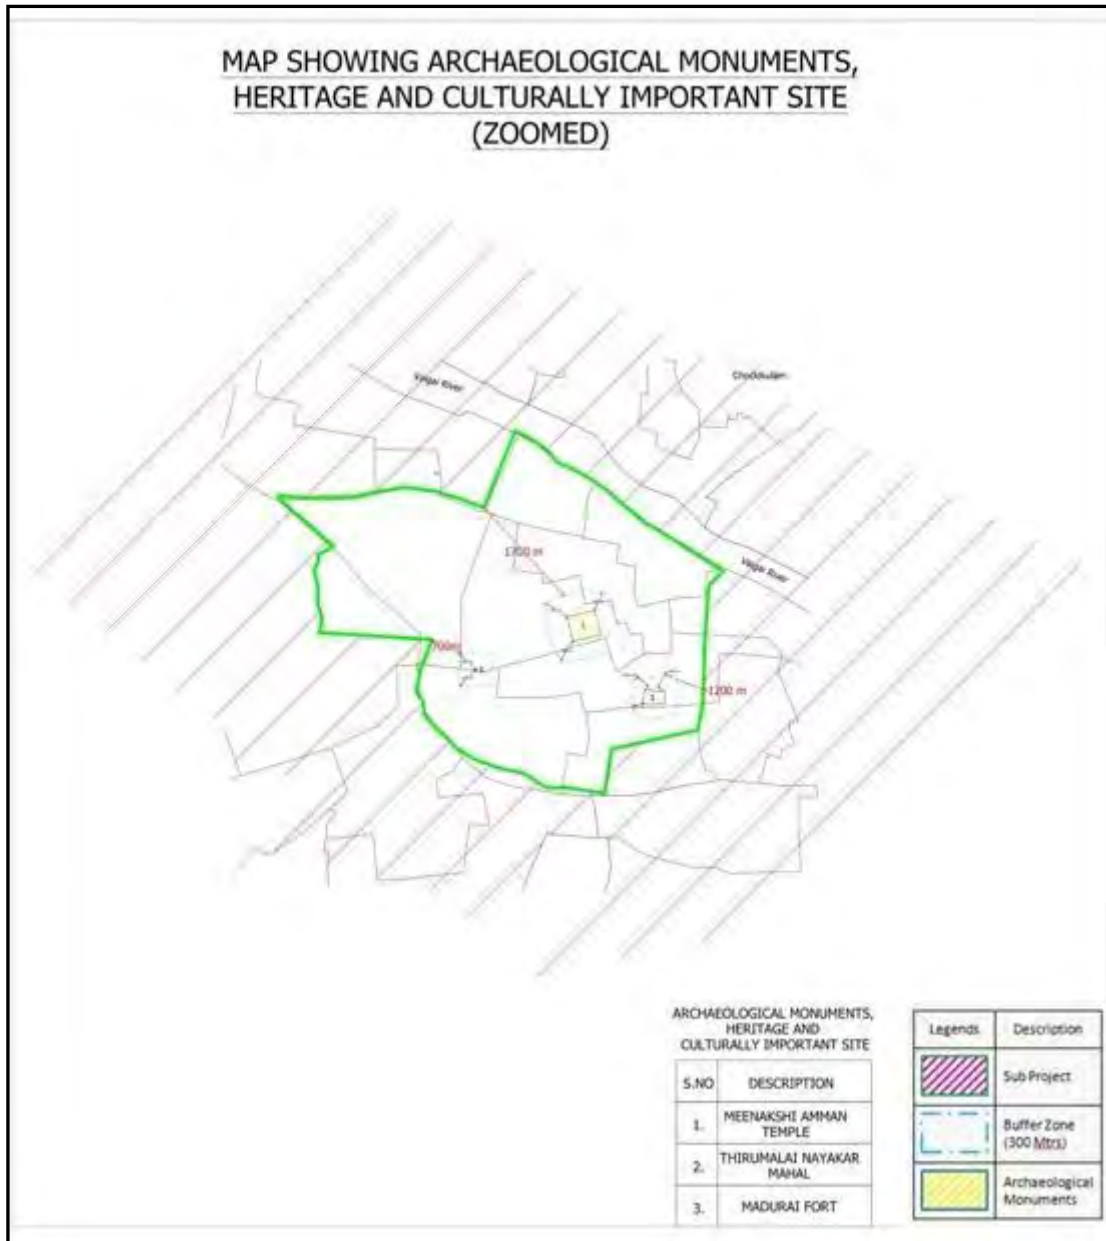 MAP SHOWING ARCHAEOLOGICAL MONUMENTS,
HERITAGE AND CULTURALLY IMPORTANT SITE
(ZOOMED)
Vaigai River
Chockikulam
1700 m
Vaigai River
1
700m
1200 m
ARCHAEOLOGICAL MONUMENTS,
HERITAGE AND
CULTURALLY IMPORTANT SITE
S.NO DESCRIPTION
1. MEENAKSHI AMMAN
TEMPLE
2. THIRUMALAI NAYAKAR
MAHAL
3. MADURAI FORT
Legends Description
Sub Project
Buffer Zone
(300 Mtrs)
Archaeological
Monuments